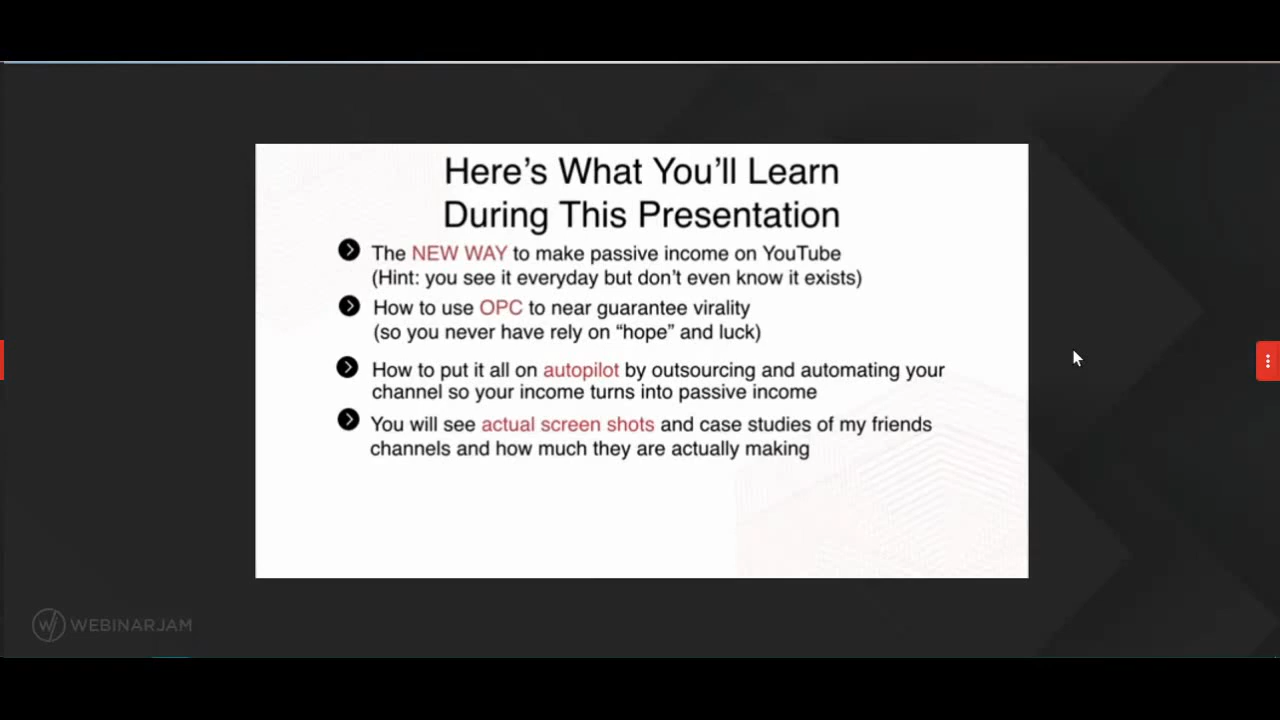 Here's What You'll Learn
During This Presentation
The NEW WAY to make passive income on YouTube
(Hint: you see it everyday but don't even know it exists)
How to use OPC to near guarantee virality
(so you never have rely on “hope” and luck)
How to put it all on autopilot by outsourcing and automating your
channel so your income turns into passive income
You will see actual screen shots and case studies of my friends
channels and how much they are actually making
WEBINARJAM